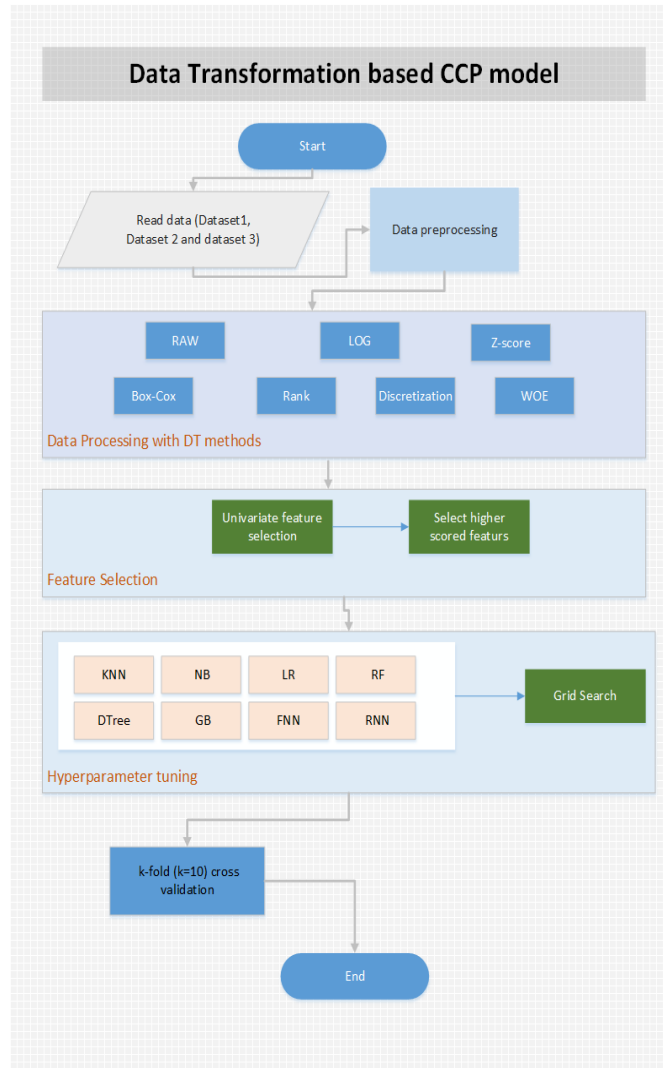 Data Transformation based CCP model
Start
Read data (Dataset1,
Dataset 2 and dataset 3)
Data preprocessing
RAW
LOG
Z-score
Box-Cox
Rank
Discretization
WOE
Data Processing with DT methods
Univariate feature
selection
Select higher
scored featurs
Feature Selection
KNN
NB
LR
RF
DTree
GB
FNN
RNN
Grid Search
Hyperparameter tuning
k-fold (k=10) cross
validation
End